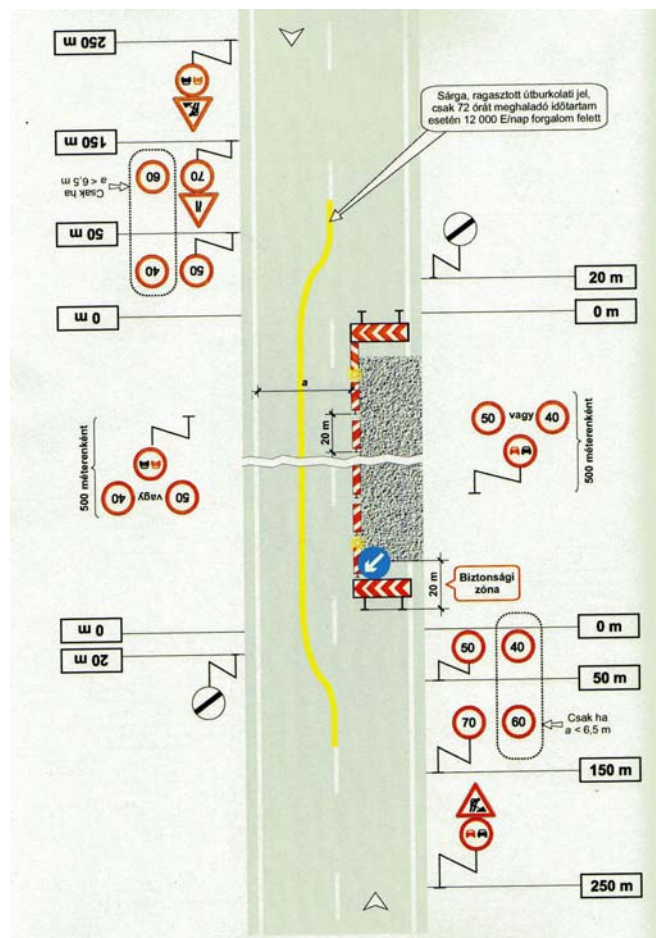 250 m
Sárga, ragasztott útburkolati jel,
csak 72 órát meghaladó időtartam
esetén 12 000 E/nap forgalom felett
150 m
Csak ha
a < 6,5 m
60
70
50 m
40
50
0 m
20 m
0 m
a
20 m
500 méterenként
40
vagy
50
50
vagy
40
500 méterenként
20 m
Biztonsági
zóna
0 m
20 m
0 m
50
40
50 m
70
60
Csak ha
a < 6,5 m
150 m
250 m